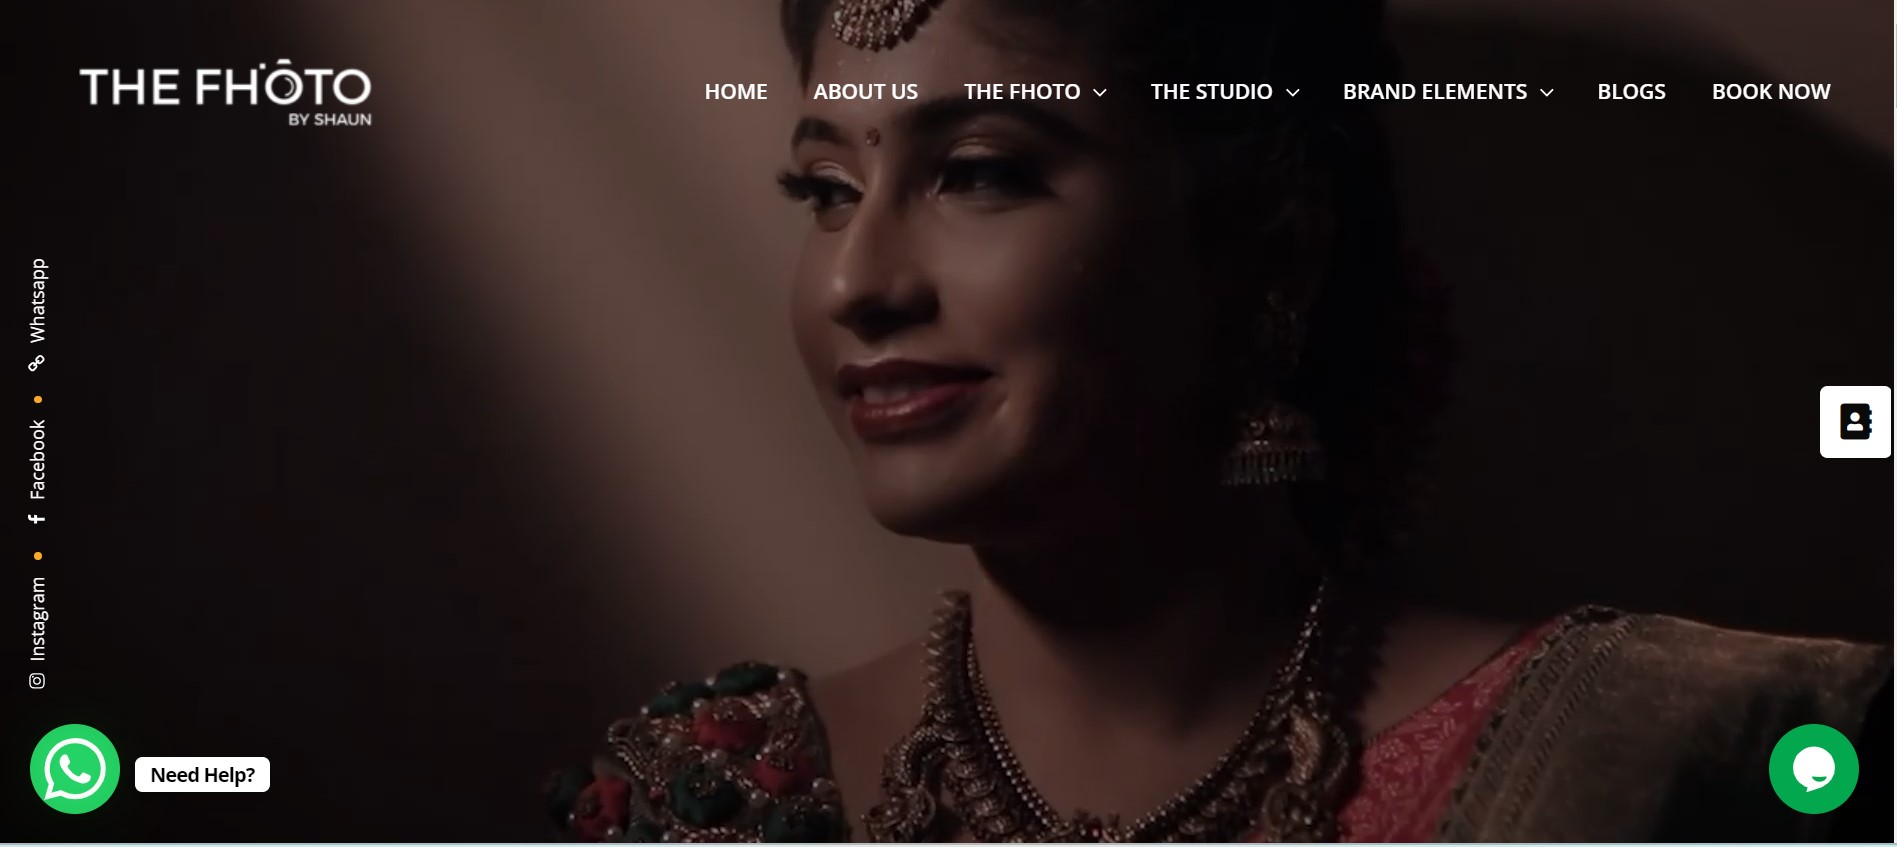 THE FHOTO
BY SHAUN
HOME ABOUT US THE FHOTO THE STUDIO BRAND ELEMENTS BLOGS BOOK NOW
Whatsapp
Facebook
Instagram
Need Help?